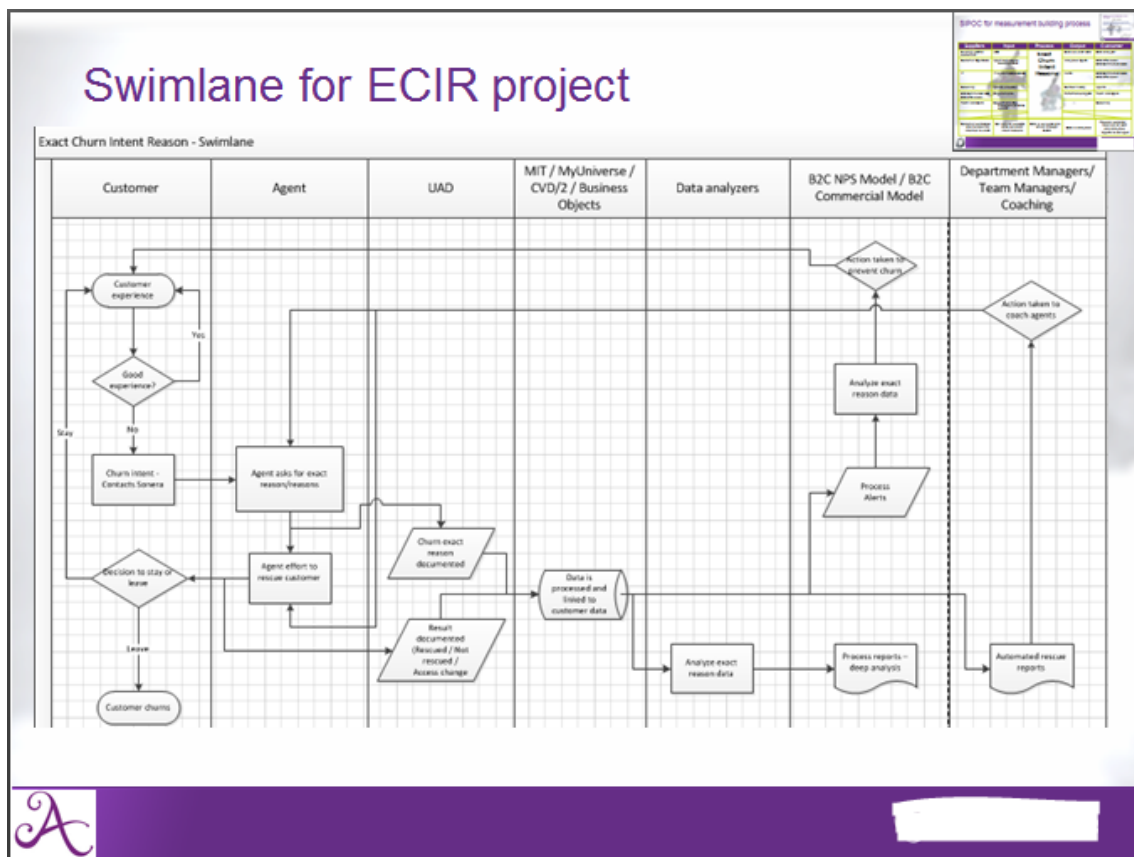 SIPOC for measurement building process
Swimlane for ECIR project
Exact Churn Intent Reason - Swimlane
Customer
Agent
UAD
MIT / MyUniverse /
CVD/2 / Business
Objects
Data analyzers
B2C NPS Model / B2C
Commercial Model
Department Managers/
Team Managers/
Coaching
Action taken to
prevent churn
Customer
experience
Action taken to
coach agents
Yes
Good
experience?
Analyze exact
reason data
No
Stay
Churn intent -
Contacts Sonera
Agent asks for exact
reason/reasons
Process
Alerts
Churn exact
reason
documented
Decision to stay or
leave
Agent effort to
rescue customer
Data is
processed and
linked to
customer data
Result
documented
(Rescued / Not
rescued /
Access change
Leave
Analyze exact
reason data
Process reports –
deep analysis
Automated rescue
reports
Customer churns